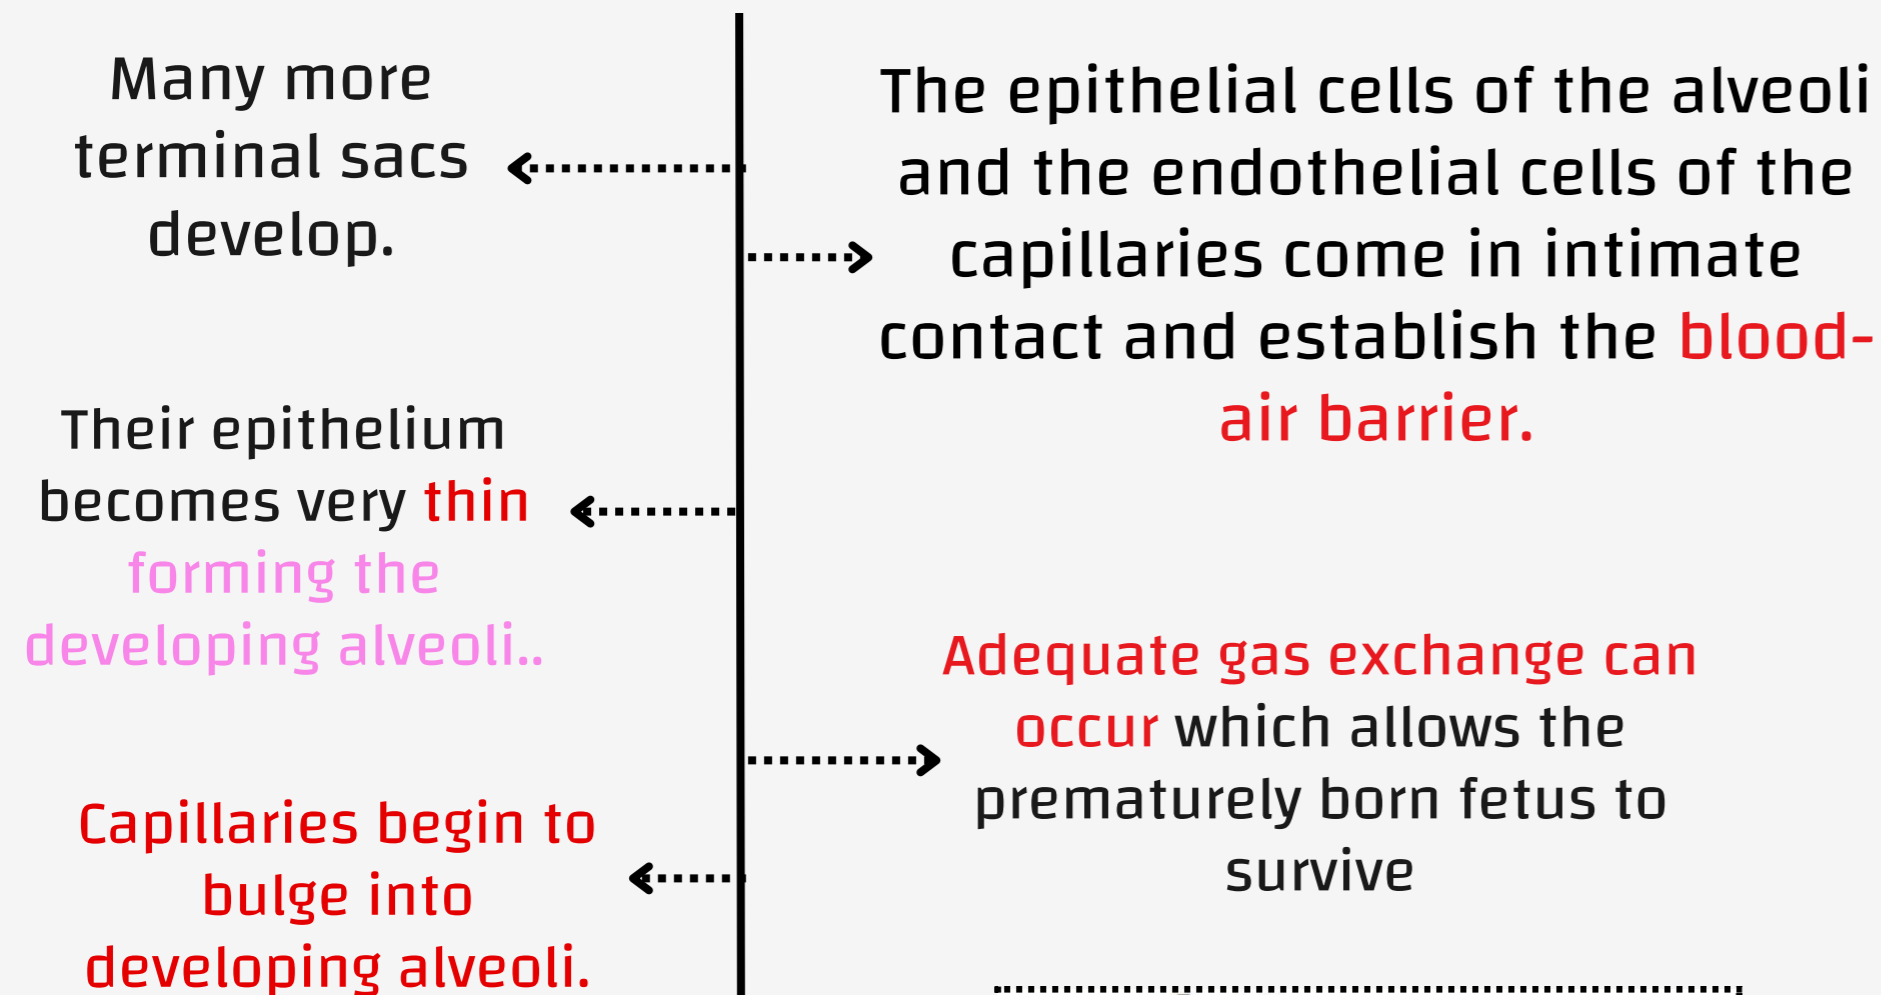 Many more
terminal sacs
develop.
Their epithelium
becomes very thin
forming the
developing alveoli..
Capillaries begin to
bulge into
developing alveoli.
The epithelial cells of the alveoli
and the endothelial cells of the
capillaries come in intimate
contact and establish the blood-
air barrier.
Adequate gas exchange can
occur which allows the
prematurely born fetus to
survive